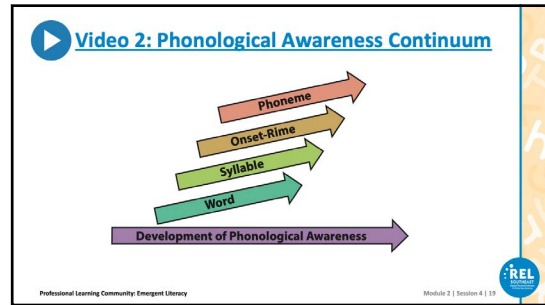 Video 2: Phonological Awareness Continuum
Phoneme
Onset-Rime
Syllable
Word
Development of Phonological Awareness
Professional Learning Community: Emergent Literacy
Module 2 | Session 4 | 19
REL
SOUTHEAST